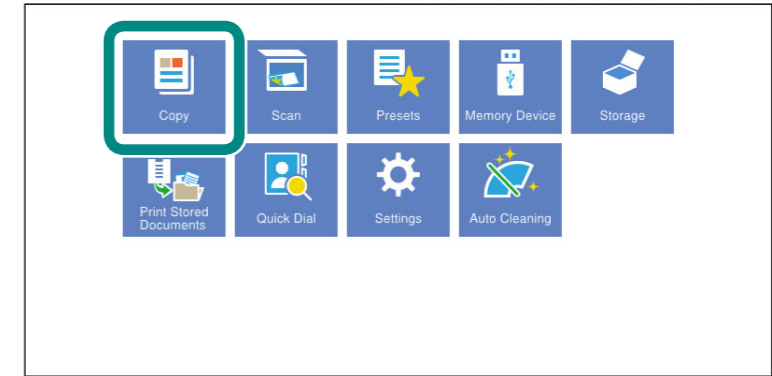 Copy
Scan
Presets
Memory Device
Storage
Print Stored
Documents
Quick Dial
Settings
Auto Cleaning